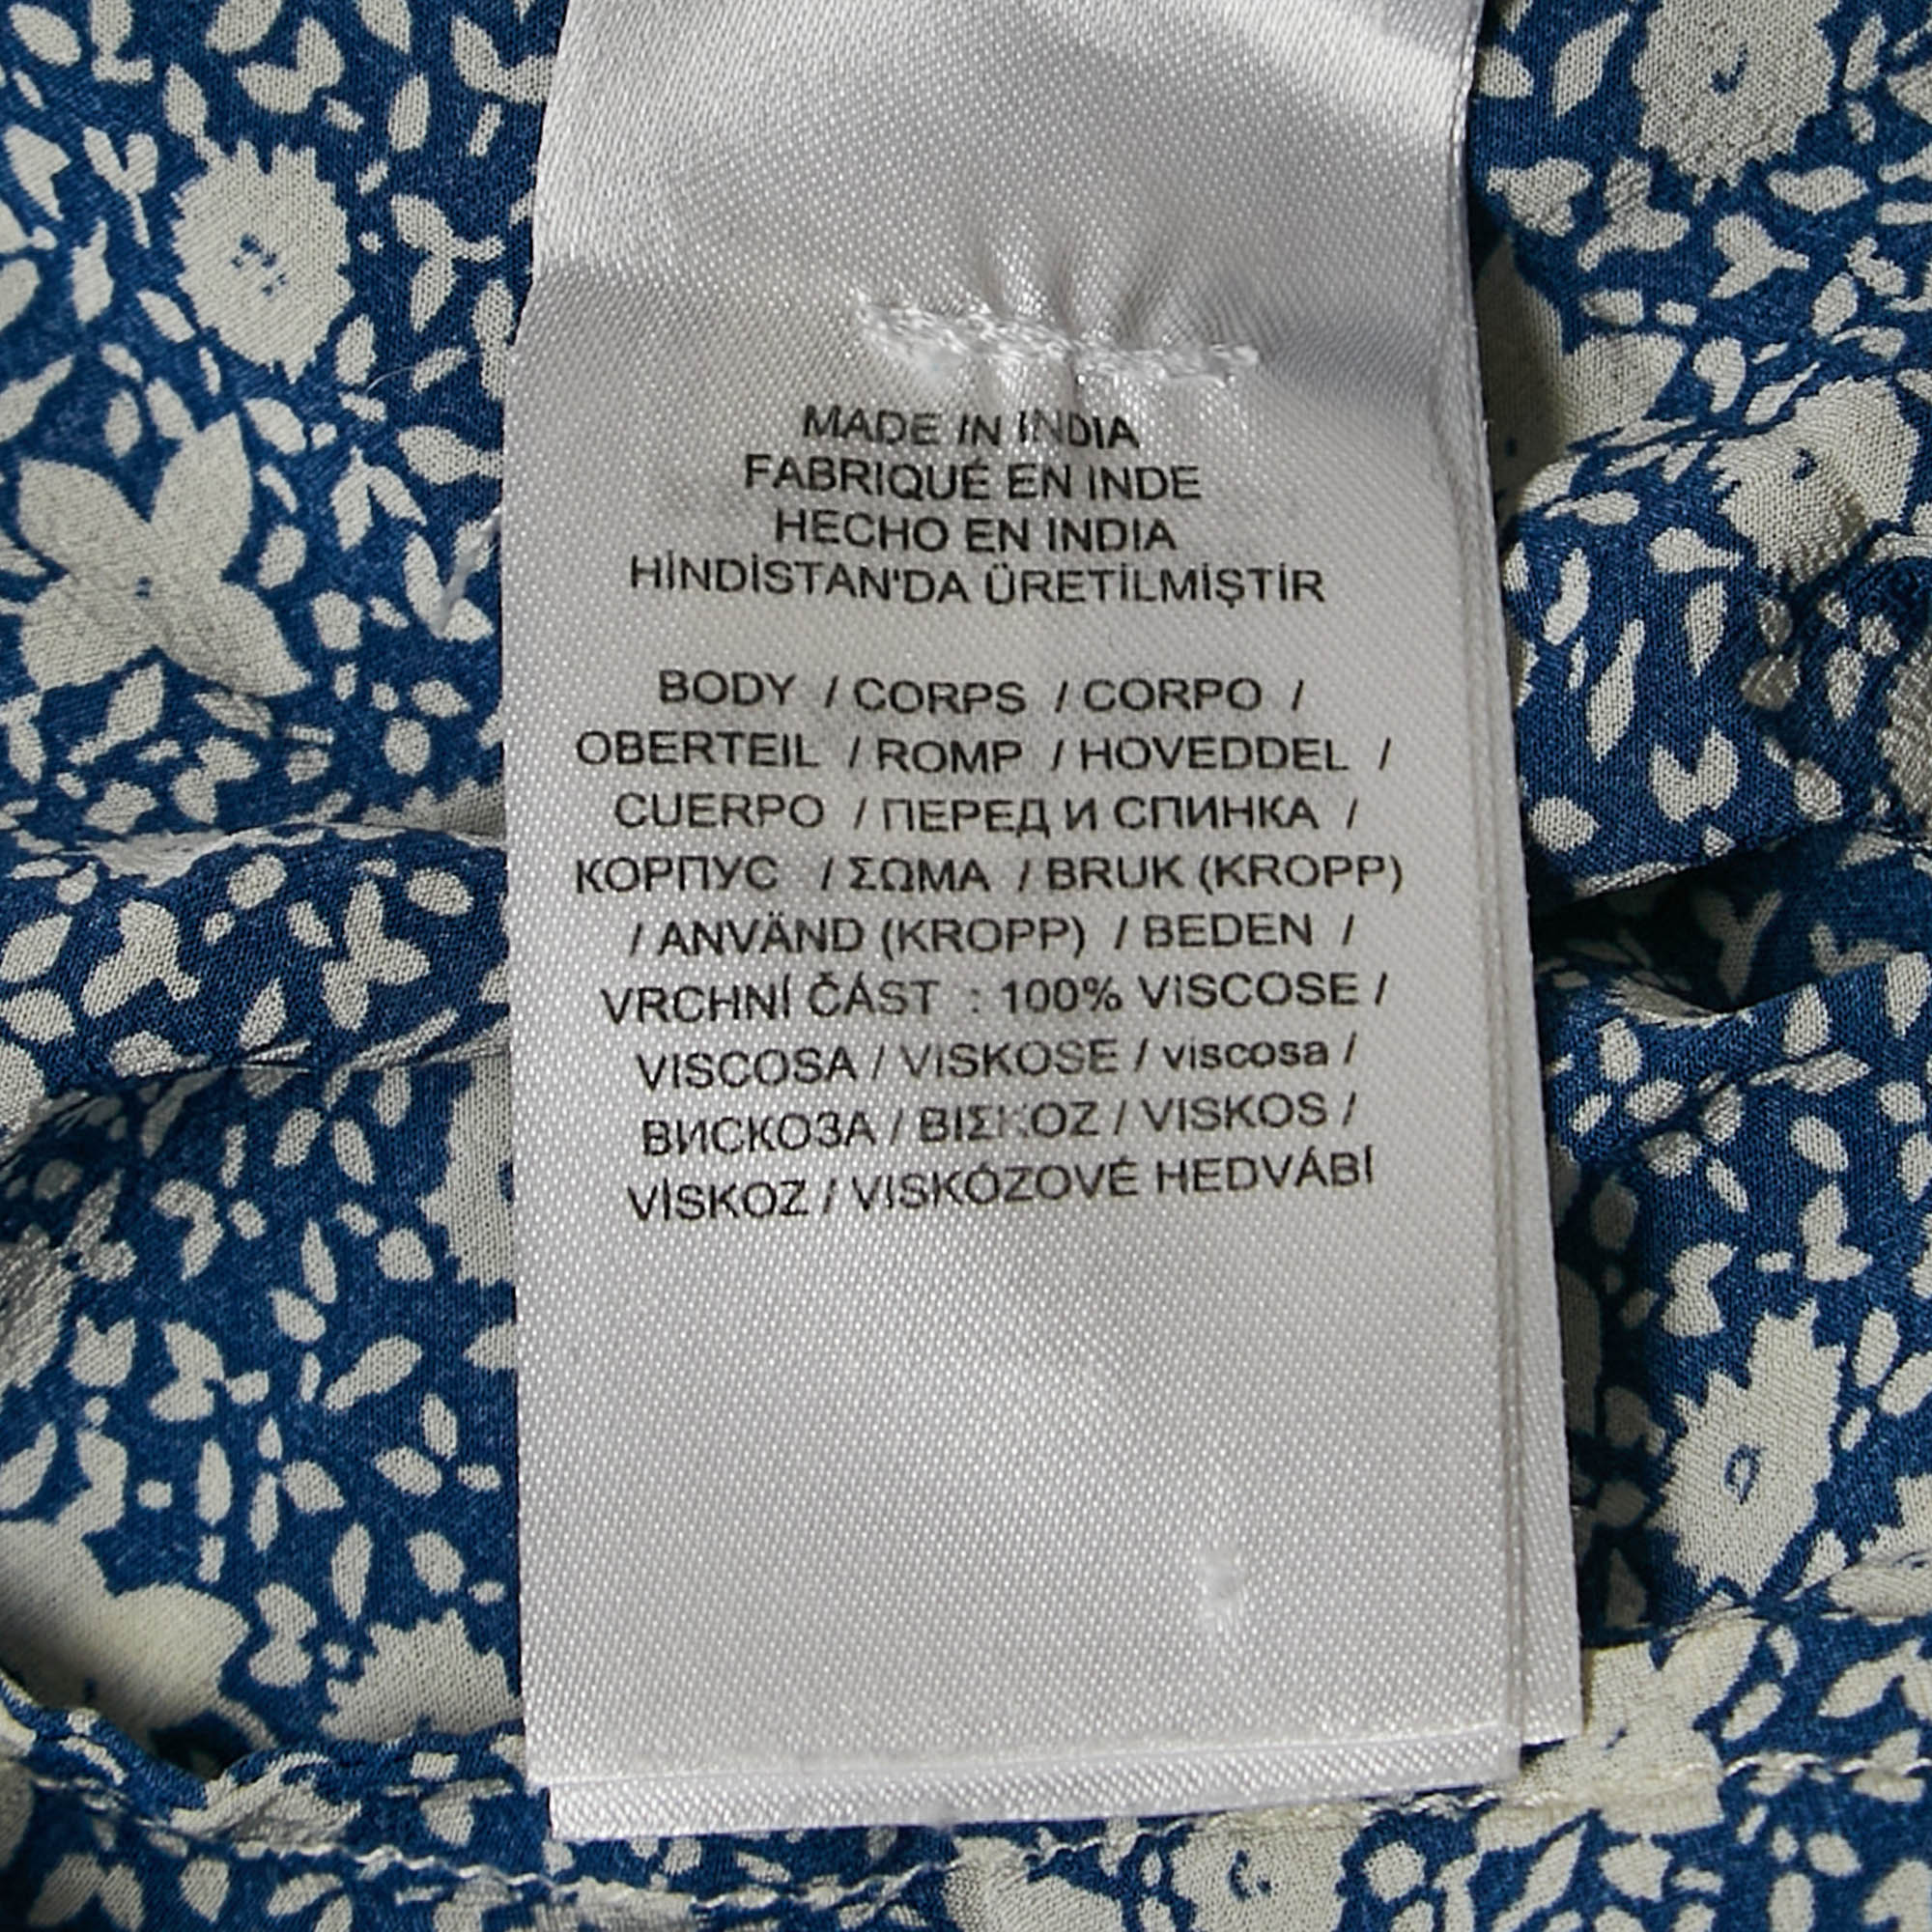 MADE IN INDIA
FABRIQUÉ EN INDE
HECHO EN INDIA
HİNDİSTAN'DA ÜRETİLMİŞTİR
BODY / CORPS / CORPO /
OBERTEIL / ROMP / HOVEDDEL /
CUERPO / ПЕРЕД И СПИНКА /
КОРПУС / ΣΩΜΑ / BRUK (KROPP)
/ ANVÄND (KROPP) / BEDEN /
VRCHNÍ ČÁST : 100% VISCOSE /
VISCOSA / VISKOSE / viscosa /
ВИСКОЗА / ΒΙΣΚΟΖ / VISKOS /
VİSKOZ / VISKÓZOVÉ HEDVÁBÍ